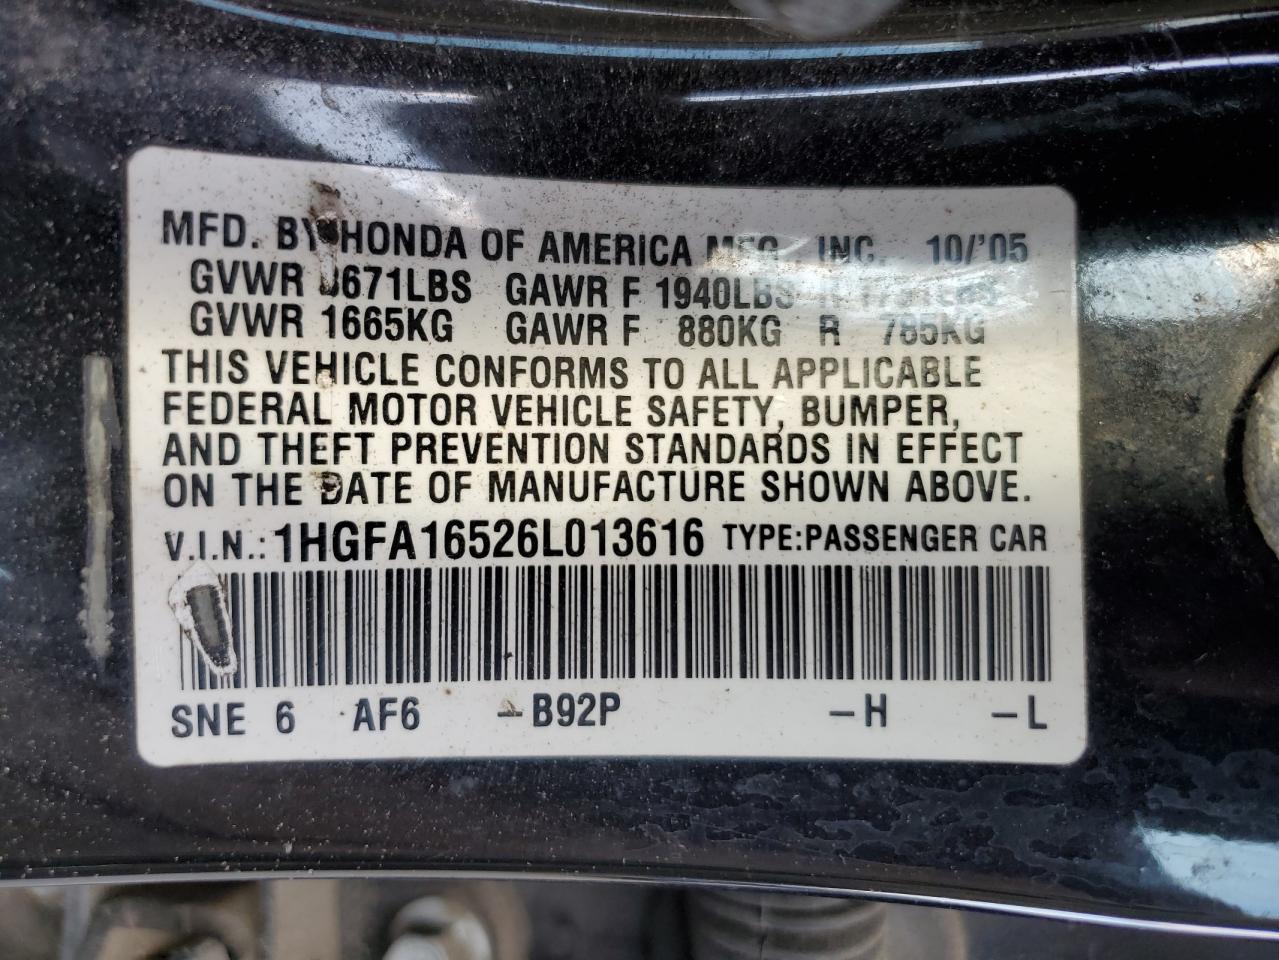 MFD. BY HONDA OF AMERICA MFG., INC. 10/'05
GVWR 3671LBS GAWR F 1940LBS R
GVWR 1665KG GAWR F 880KG R 785KG
THIS VEHICLE CONFORMS TO ALL APPLICABLE
FEDERAL MOTOR VEHICLE SAFETY, BUMPER,
AND THEFT PREVENTION STANDARDS IN EFFECT
ON THE DATE OF MANUFACTURE SHOWN ABOVE.
V.I.N.: 1HGFA16526L013616 TYPE:PASSENGER CAR
SNE 6 AF6 -B92P -H -L